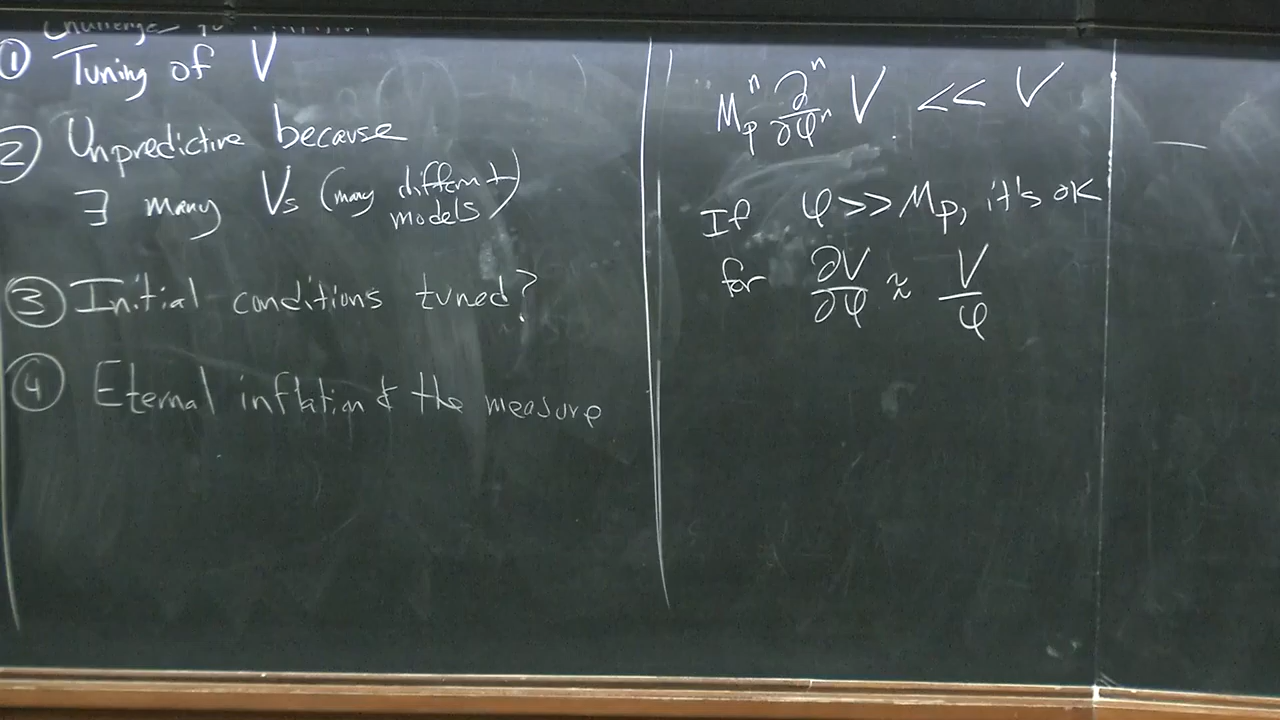 ① Tuning of V
② Unpredictive because
∃ many Vs (many different
models)
③ Initial conditions tuned?
④ Eternal inflation & the measure
M_p^n ∂^n/∂φ^n V << V
If φ>>M_p, it's OK
for ∂V/∂φ ≈ V/φ